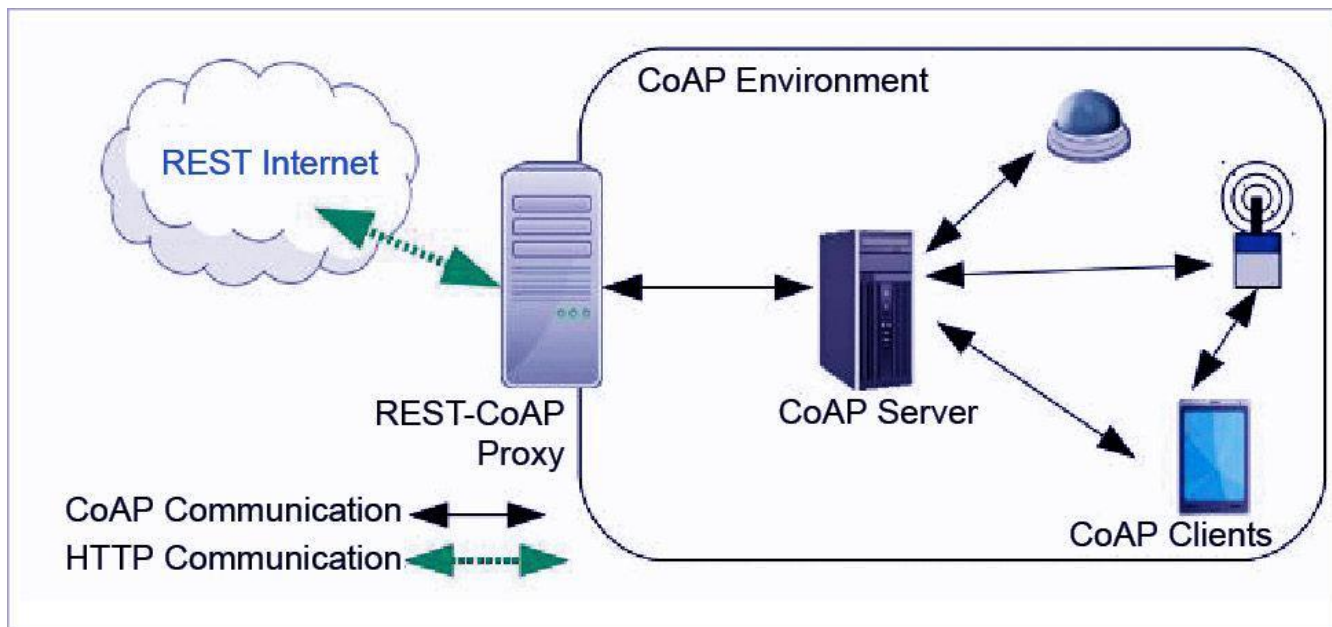 CoAP Environment
REST Internet
REST-CoAP
Proxy
CoAP Server
CoAP Clients
CoAP Communication
HTTP Communication